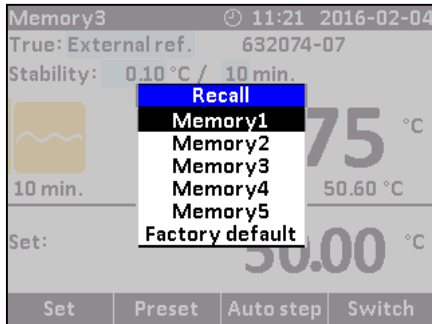 Memory3 11:21 2016-02-04
True: External ref. 632074-07
Stability: 0.10 °C / 10 min.
Recall
Memory1
Memory2
Memory3
Memory4
Memory5
Factory default
75 °C
10 min. 50.60 °C
Set: 50.00 °C
Set Preset Auto step Switch